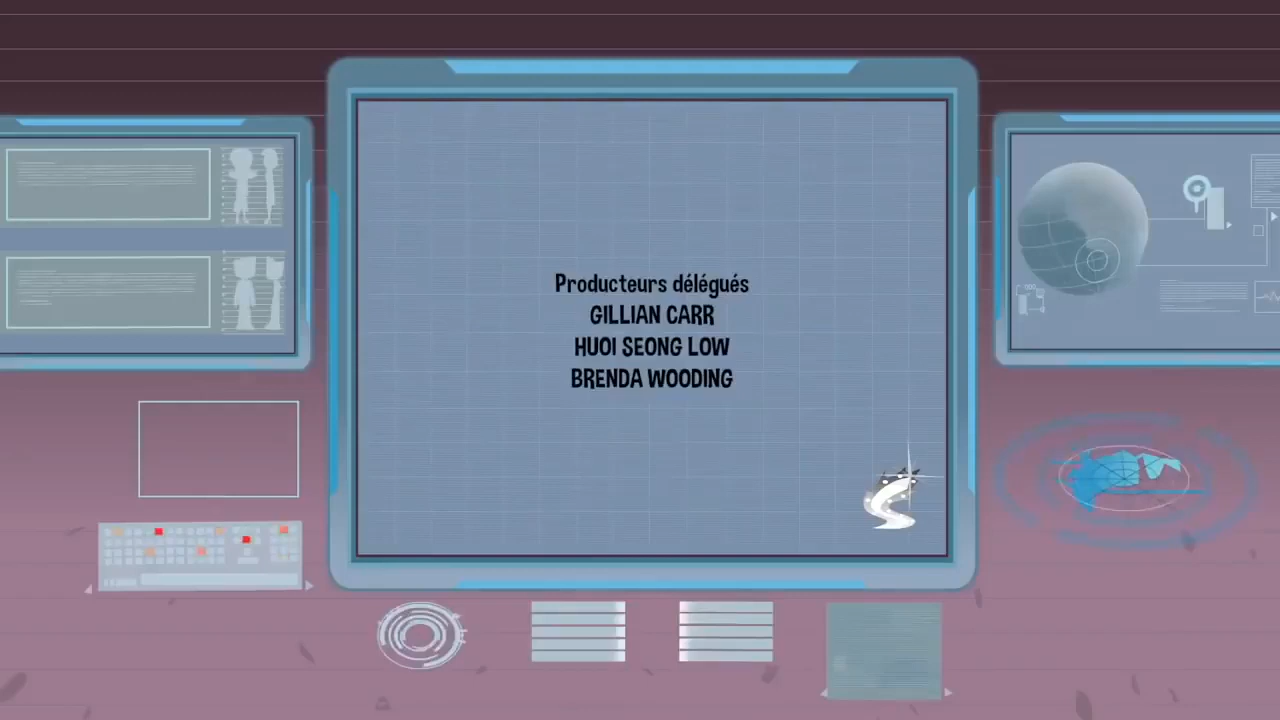 Producteurs délégués
GILLIAN CARR
HUOI SEONG LOW
BRENDA WOODING